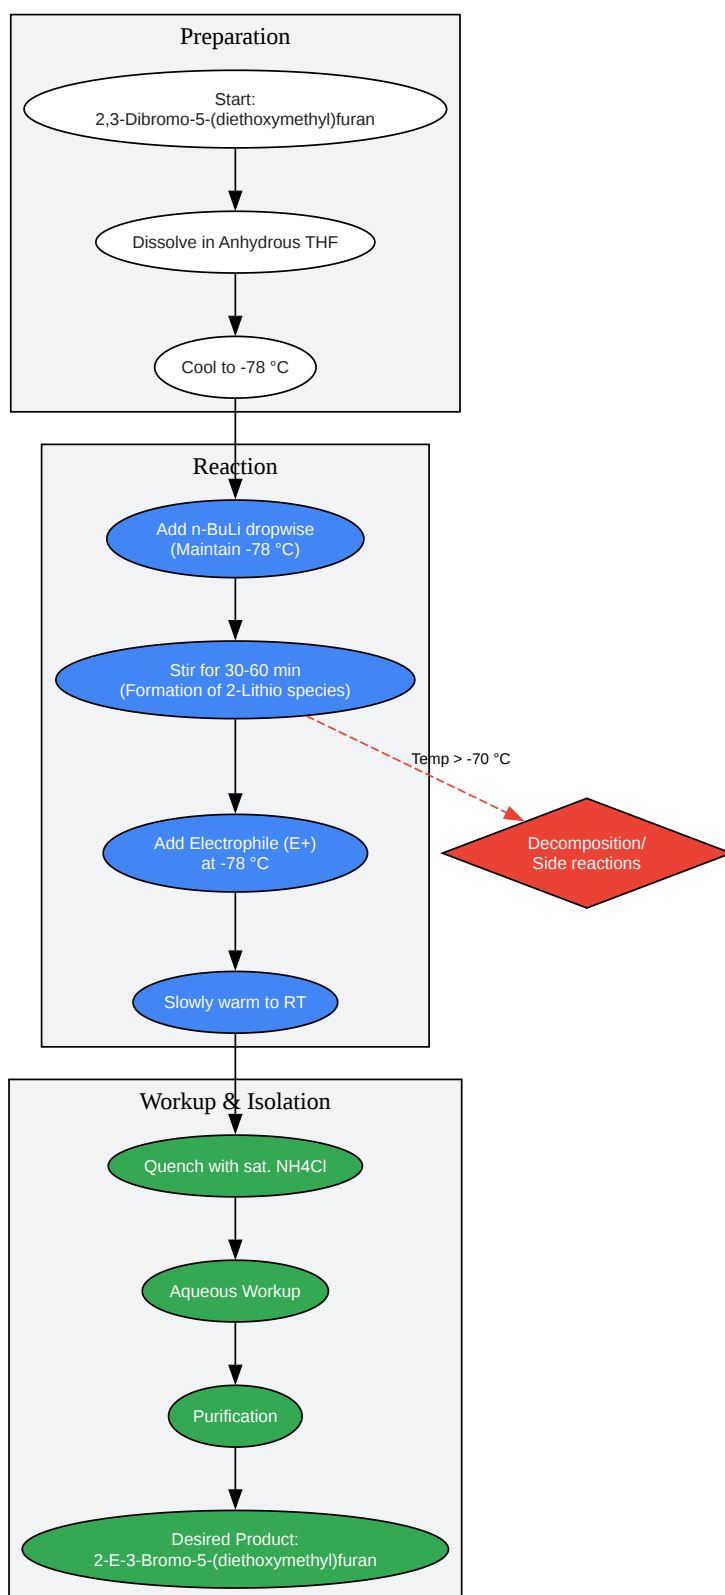 Preparation
Start:
2,3-Dibromo-5-(diethoxymethyl)furan
Dissolve in Anhydrous THF
Cool to -78 °C
Reaction
Add n-BuLi dropwise
(Maintain -78 °C)
Stir for 30-60 min
(Formation of 2-Lithio species)
Temp > -70 °C
Add Electrophile (E+)
at -78 °C
Decomposition/
Side reactions
Slowly warm to RT
Workup & Isolation
Quench with sat. NH4Cl
Aqueous Workup
Purification
Desired Product:
2-E-3-Bromo-5-(diethoxymethyl)furan